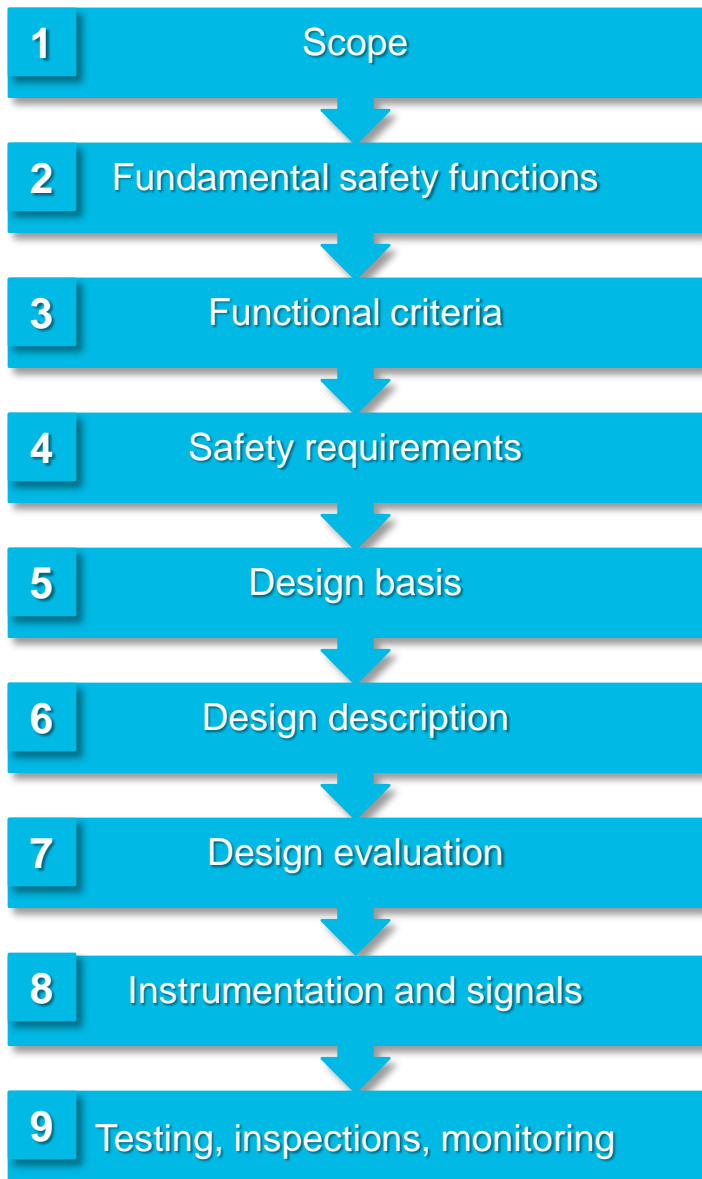 1 Scope
2 Fundamental safety functions
3 Functional criteria
4 Safety requirements
5 Design basis
6 Design description
7 Design evaluation
8 Instrumentation and signals
9 Testing, inspections, monitoring